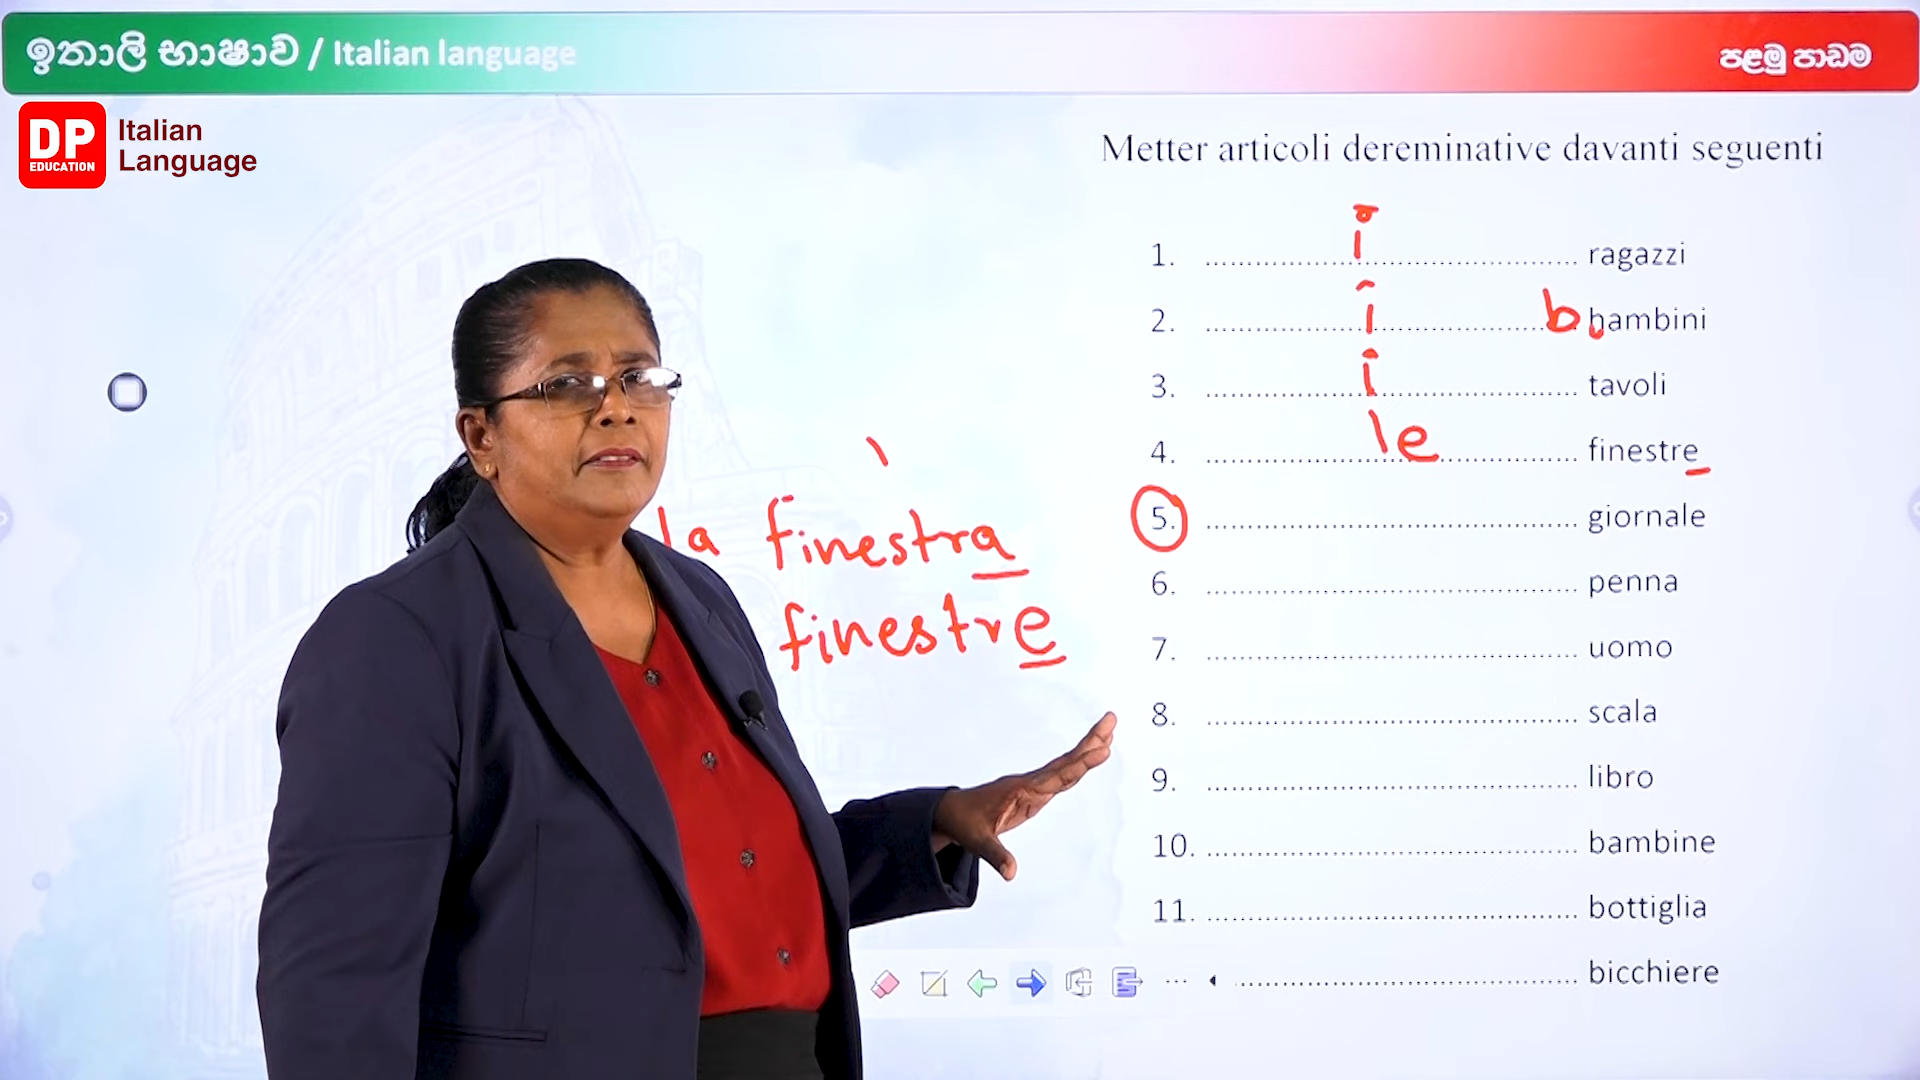 ඉතාලි භාෂාව / Italian language
පළමු පාඩම
DP EDUCATION
Italian
Language
Metter articoli dereminative davanti seguenti
1. i ragazzi
2. i b hambini
3. i tavoli
4. le finestre
5. giornale
6. penna
7. uomo
8. scala
9. libro
10. bambine
11. bottiglia
bicchiere
la finestra
finestre